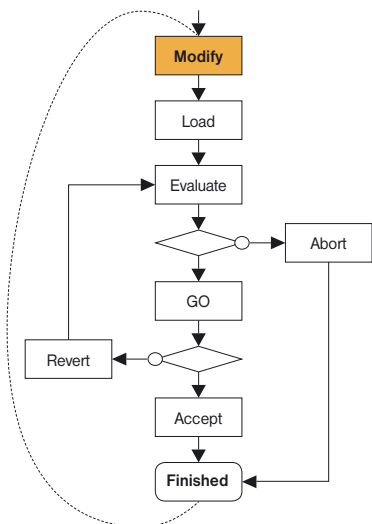 Modify
Load
Evaluate
Abort
GO
Revert
Accept
Finished